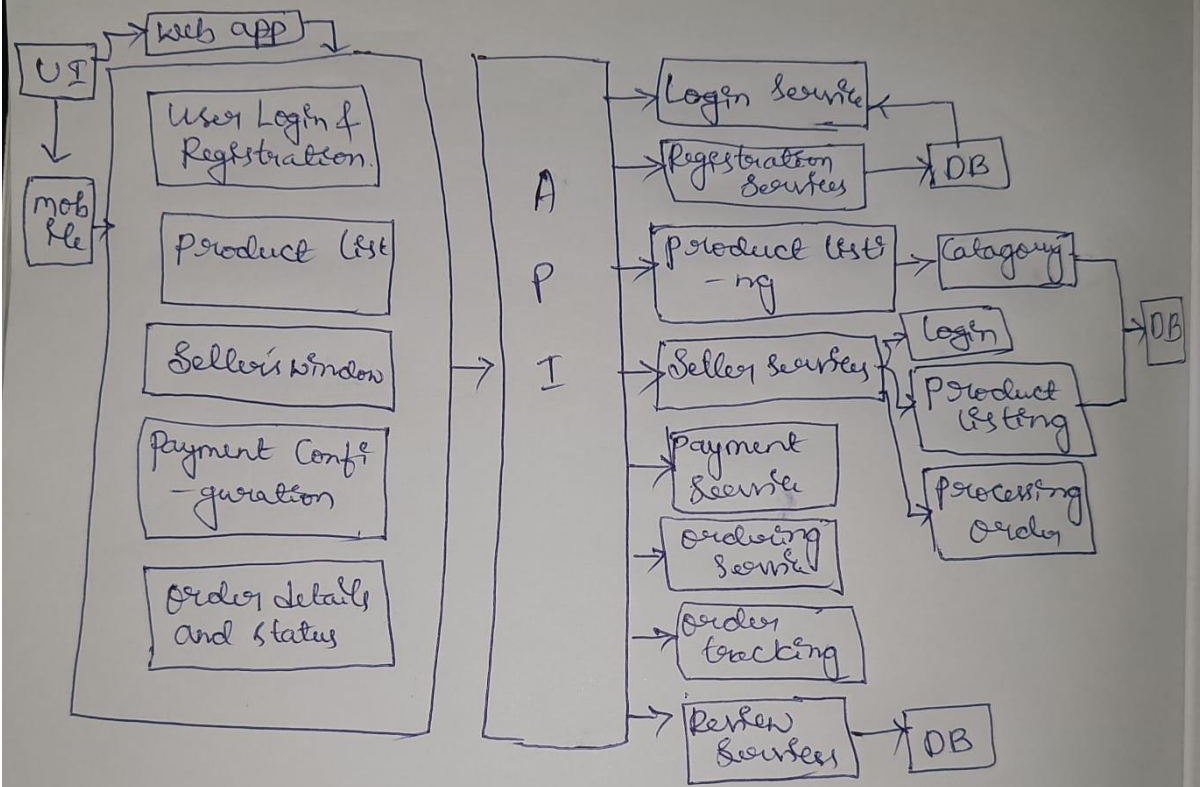 UI
Web app
Mob
ile
User Login &
Registration.
Product List
Seller's window
Payment Confi
-guration
Order details
and status
A
P
I
Login Service
Registration
Services
DB
Product listi
-ng
Catagory
DB
Seller services
Login
Product
Listing
Processing
Order
Payment
Service
Ordering
Service
Order
tracking
Review
Services
DB